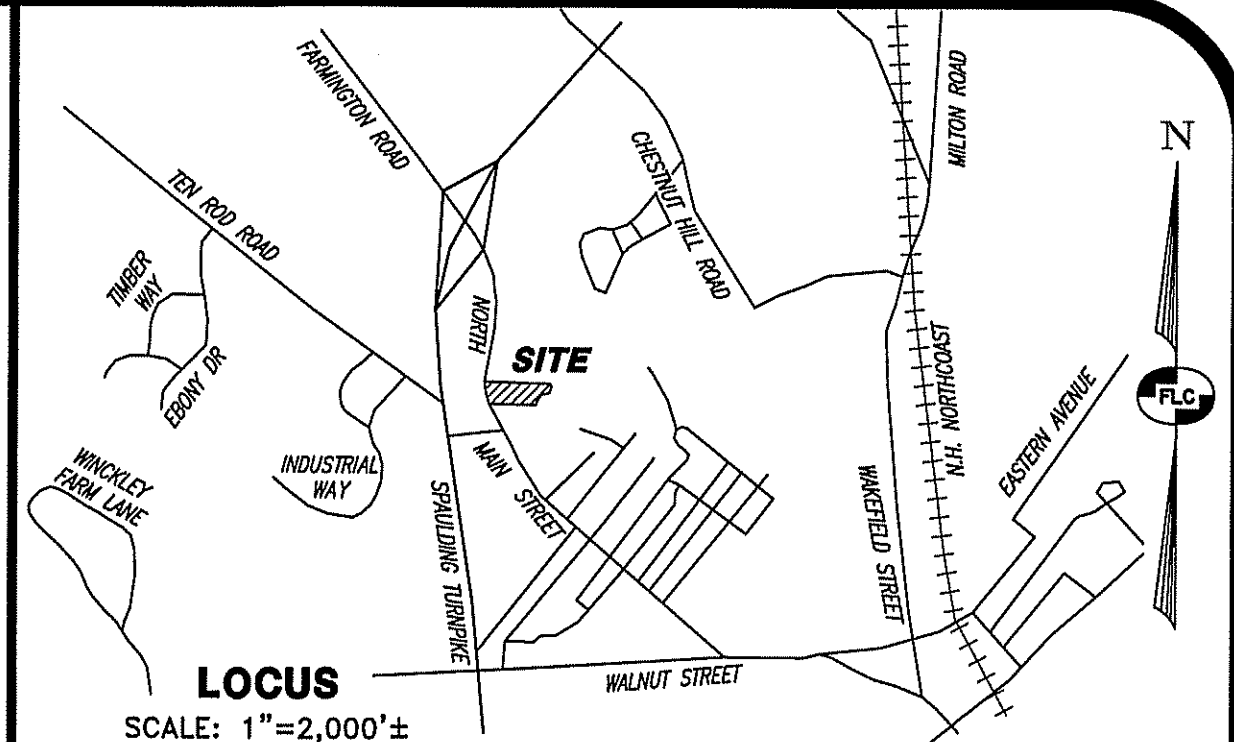 FARMINGTON ROAD
MILTON ROAD
N
CHESTNUT HILL ROAD
TEN ROD ROAD
TIMBER
WAY
NORTH
SITE
N.H. NORTHCOAST
EBONY DR
FLC
EASTERN AVENUE
WINCKLEY
FARM LANE
INDUSTRIAL
WAY
MAIN STREET
SPAULDING TURNPIKE
WAKEFIELD STREET
LOCUS
WALNUT STREET
SCALE: 1"=2,000'±